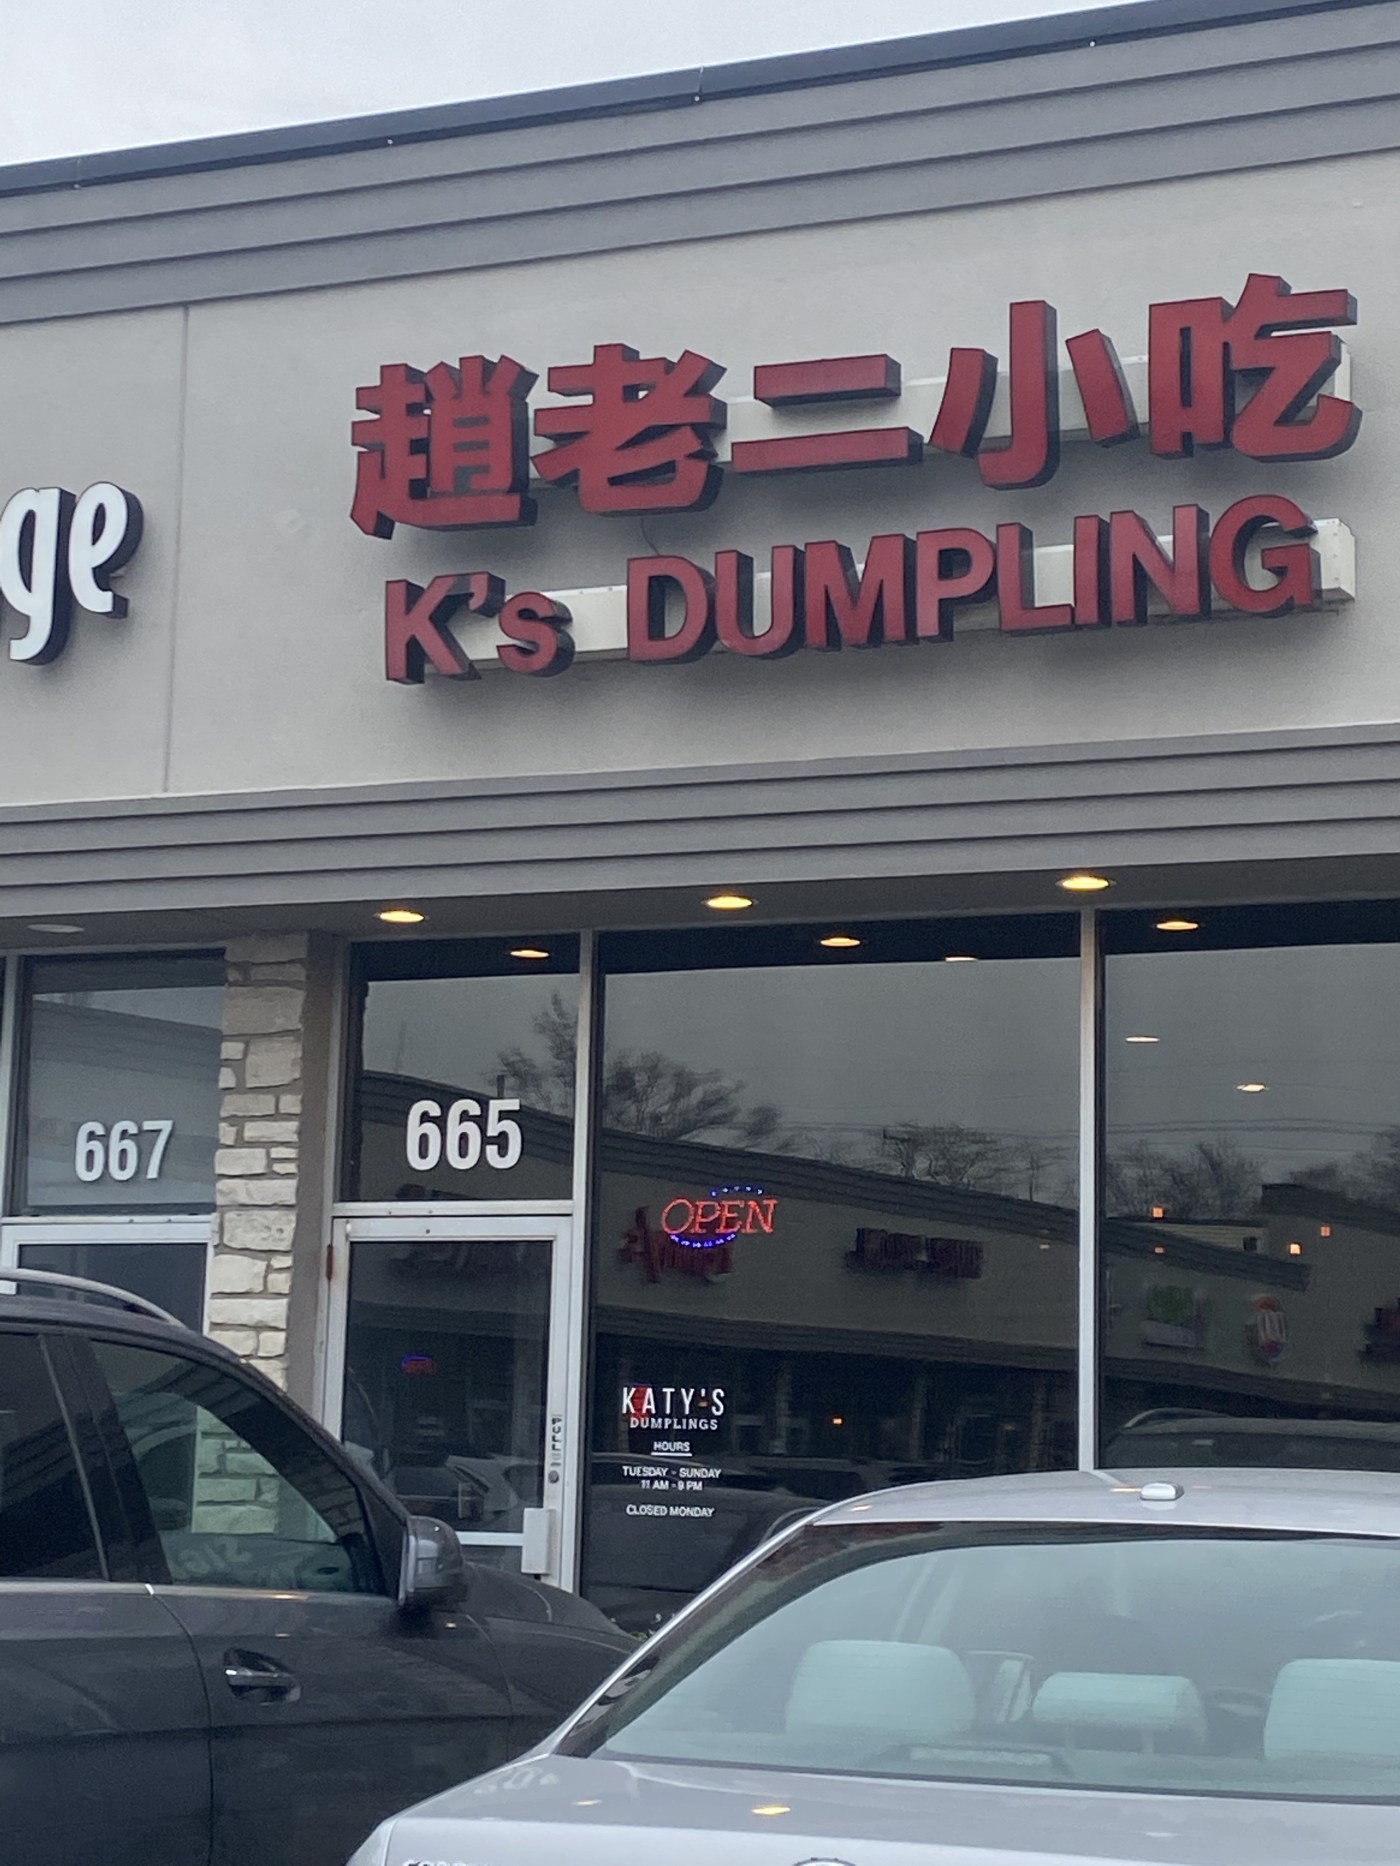 趙老二小吃
K's DUMPLING
ge
667
665
OPEN
KATY'S
DUMPLINGS
HOURS
TUESDAY - SUNDAY
11 AM - 9 PM
CLOSED MONDAY
PULL